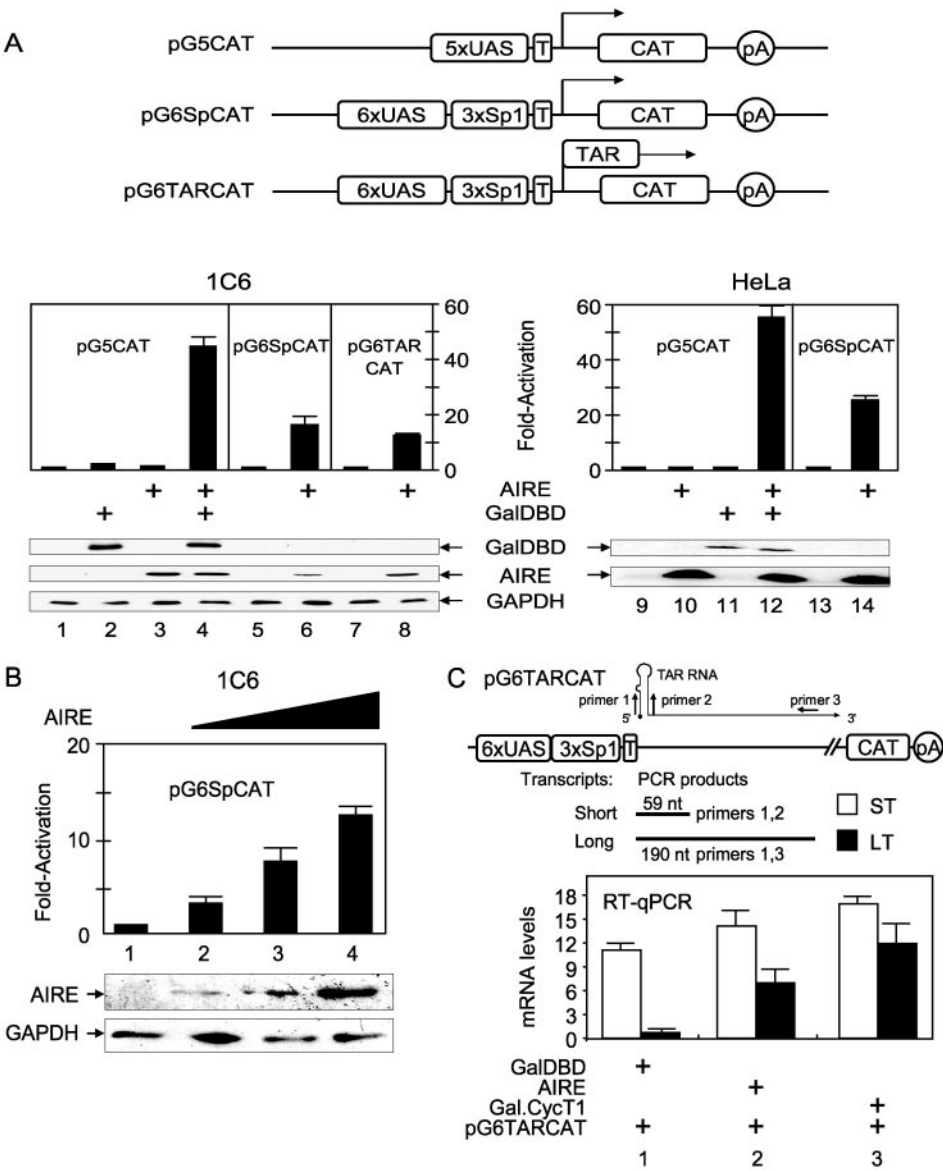 A
pG5CAT 5xUAS T CAT pA
pG6SpCAT 6xUAS 3xSp1 T CAT pA
TAR
pG6TARCAT 6xUAS 3xSp1 T CAT pA
1C6
pG5CAT
pG6SpCAT
pG6TAR
CAT
60
40
20
0
Fold-Activation
HeLa
60
40
20
0
pG5CAT
pG6SpCAT
+ + + + AIRE + + +
+ + GalDBD + +
GalDBD
AIRE
GAPDH
1 2 3 4 5 6 7 8
9 10 11 12 13 14
B
1C6
AIRE
20
10
0
Fold-Activation
pG6SpCAT
1 2 3 4
AIRE
GAPDH
C
pG6TARCAT
TAR RNA
primer 1 primer 2 primer 3
5' 3'
6xUAS 3xSp1 T // CAT pA
Transcripts: PCR products
Short 59 nt primers 1,2
Long 190 nt primers 1,3
ST
LT
RT-qPCR
mRNA levels
18
15
12
9
6
3
0
GalDBD +
AIRE +
Gal.CycT1 +
pG6TARCAT + + +
1 2 3